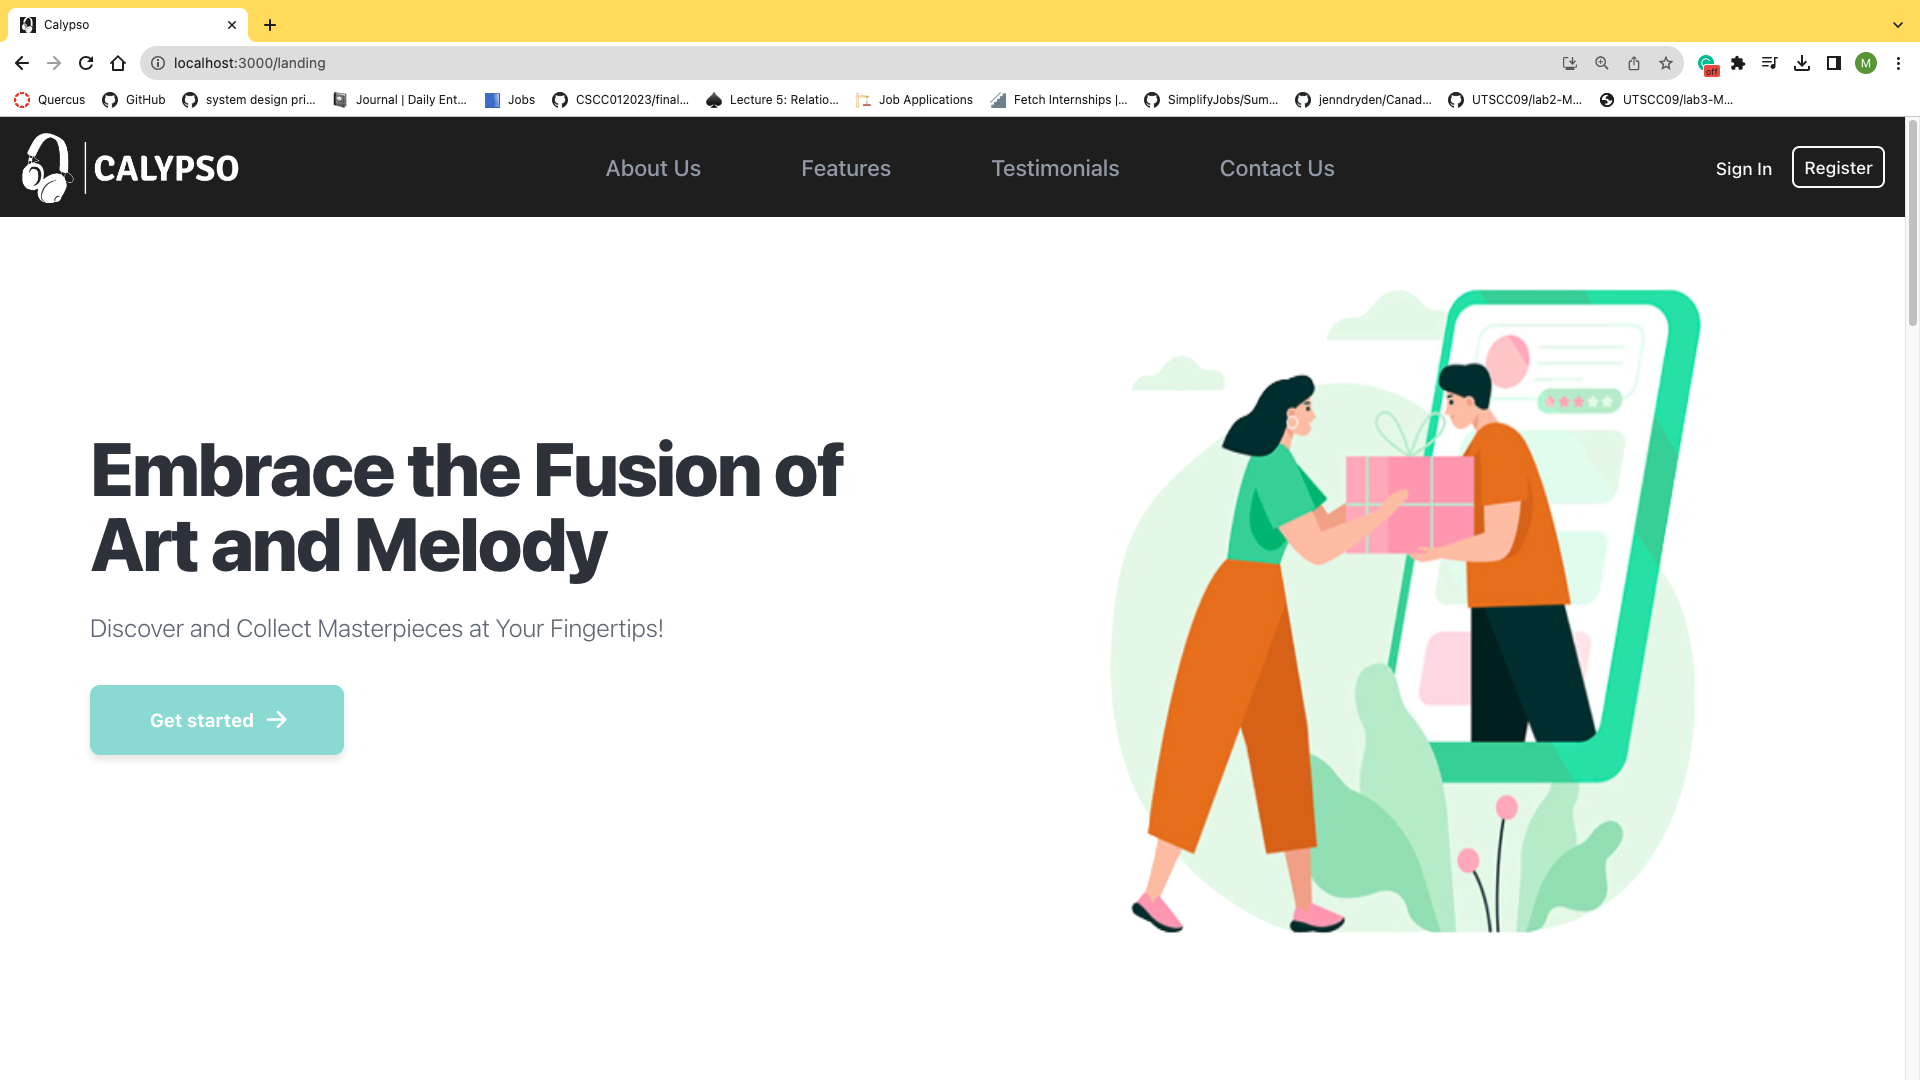 Calypso
localhost:3000/landing
off
M
Quercus
GitHub
system design pri...
Journal | Daily Ent...
Jobs
CSCC012023/final...
Lecture 5: Relatio...
Job Applications
Fetch Internships |...
SimplifyJobs/Sum...
jenndryden/Canad...
UTSCC09/lab2-M...
UTSCC09/lab3-M...
CALYPSO
About Us
Features
Testimonials
Contact Us
Sign In
Register
Embrace the Fusion of
Art and Melody
Discover and Collect Masterpieces at Your Fingertips!
Get started